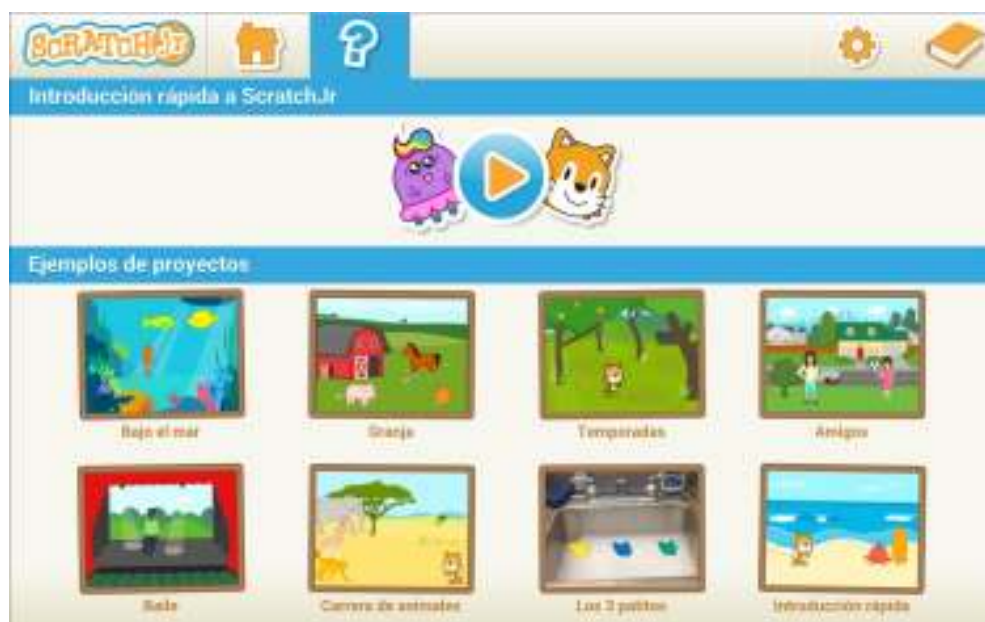 SCRATCHJR
Introducción rápida a ScratchJr
Ejemplos de proyectos
Bajo el mar
Granja
Temporadas
Amigos
Baile
Carrera de animales
Los 3 patitos
Introducción rápida